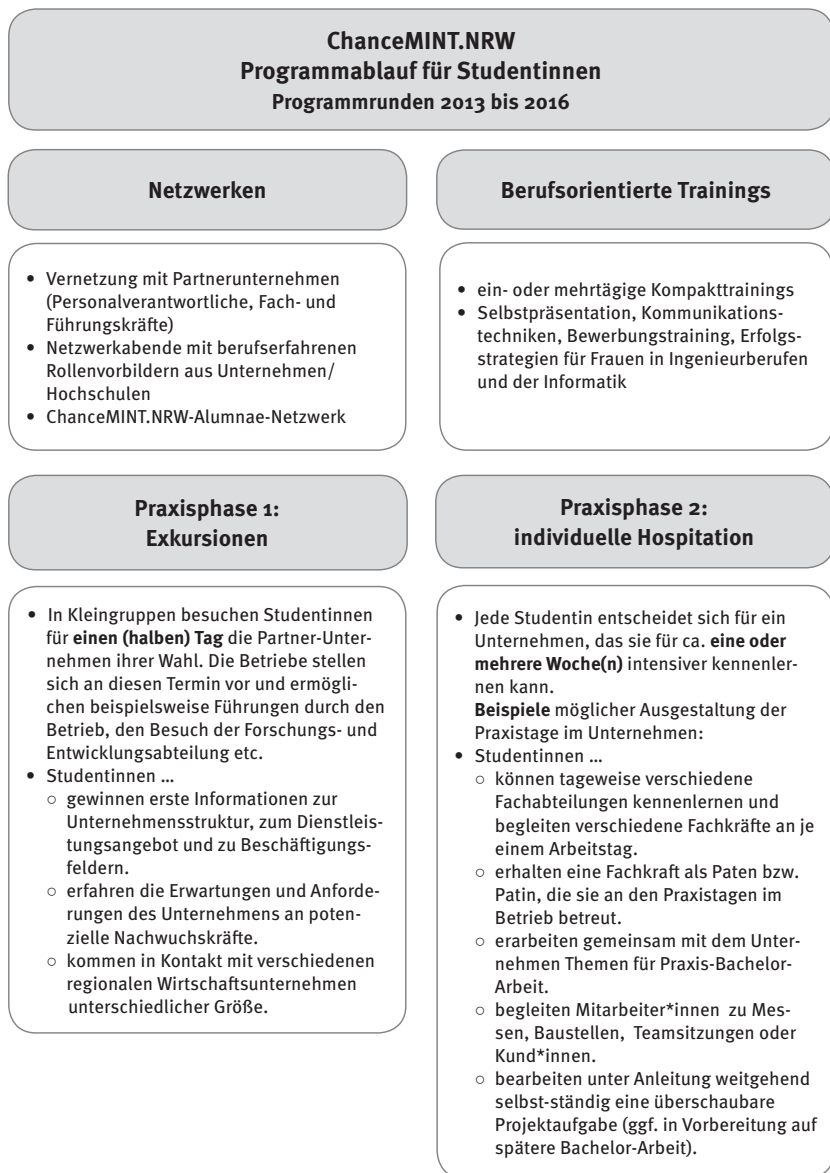 ChanceMINT.NRW
Programmablauf für Studentinnen
Programmrunden 2013 bis 2016
Netzwerken
• Vernetzung mit Partnerunternehmen
(Personalverantwortliche, Fach- und
Führungskräfte)
• Netzwerkabende mit berufserfahrenen
Rollenvorbildern aus Unternehmen/
Hochschulen
• ChanceMINT.NRW-Alumnae-Netzwerk
Berufsorientierte Trainings
• ein- oder mehrtägige Kompakttrainings
• Selbstpräsentation, Kommunikations-
techniken, Bewerbungstraining, Erfolgs-
strategien für Frauen in Ingenieurberufen
und der Informatik
Praxisphase 1:
Exkursionen
• In Kleingruppen besuchen Studentinnen
für einen (halben) Tag die Partner-Unter-
nehmen ihrer Wahl. Die Betriebe stellen
sich an diesen Termin vor und ermögli-
chen beispielsweise Führungen durch den
Betrieb, den Besuch der Forschungs- und
Entwicklungsabteilung etc.
• Studentinnen ...
○ gewinnen erste Informationen zur
Unternehmensstruktur, zum Dienstleis-
tungsangebot und zu Beschäftigungs-
feldern.
○ erfahren die Erwartungen und Anforde-
rungen des Unternehmens an poten-
zielle Nachwuchskräfte.
○ kommen in Kontakt mit verschiedenen
regionalen Wirtschaftsunternehmen
unterschiedlicher Größe.
Praxisphase 2:
individuelle Hospitation
• Jede Studentin entscheidet sich für ein
Unternehmen, das sie für ca. eine oder
mehrere Woche(n) intensiver kennenler-
nen kann.
Beispiele möglicher Ausgestaltung der
Praxistage im Unternehmen:
• Studentinnen ...
○ können tageweise verschiedene
Fachabteilungen kennenlernen und
begleiten verschiedene Fachkräfte an je
einem Arbeitstag.
○ erhalten eine Fachkraft als Paten bzw.
Patin, die sie an den Praxistagen im
Betrieb betreut.
○ erarbeiten gemeinsam mit dem Unter-
nehmen Themen für Praxis-Bachelor-
Arbeit.
○ begleiten Mitarbeiter*innen zu Mes-
sen, Baustellen, Teamsitzungen oder
Kund*innen.
○ bearbeiten unter Anleitung weitgehend
selbst-ständig eine überschaubare
Projektaufgabe (ggf. in Vorbereitung auf
spätere Bachelor-Arbeit).